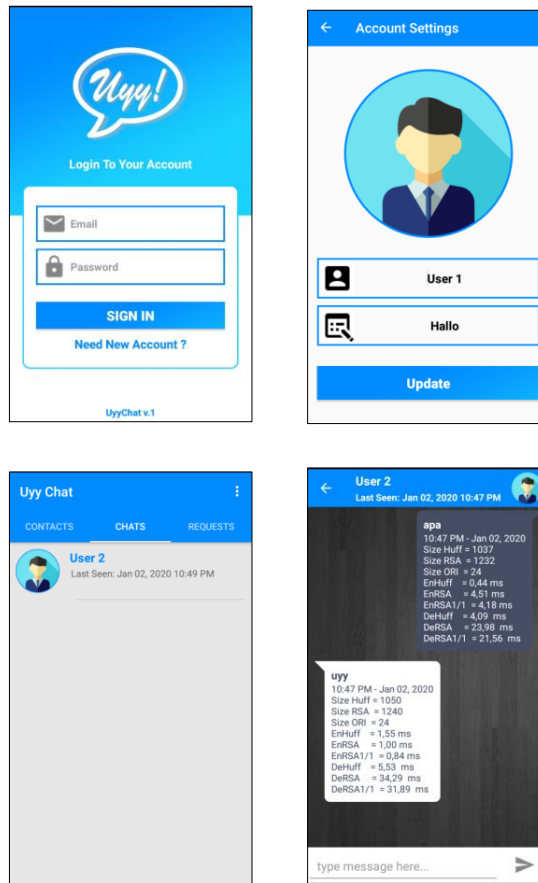 Uyy!
Login To Your Account
Email
Password
SIGN IN
Need New Account ?
UyyChat v.1
Account Settings
User 1
Hallo
Update
Uyy Chat
CONTACTS CHATS REQUESTS
User 2
Last Seen: Jan 02, 2020 10:49 PM
User 2
Last Seen: Jan 02, 2020 10:47 PM
apa
10:47 PM - Jan 02, 2020
Size Huff = 1037
Size RSA = 1232
Size ORI = 24
EnHuff = 0,44 ms
EnRSA = 4,51 ms
EnRSA1/1 = 4,18 ms
DeHuff = 4,09 ms
DeRSA = 23,98 ms
DeRSA1/1 = 21,56 ms
uyy
10:47 PM - Jan 02, 2020
Size Huff = 1050
Size RSA = 1240
Size ORI = 24
EnHuff = 1,55 ms
EnRSA = 1,00 ms
EnRSA1/1 = 0,84 ms
DeHuff = 5,53 ms
DeRSA = 34,29 ms
DeRSA1/1 = 31,89 ms
type message here...